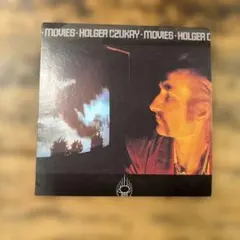 · MOVIES · HOLGER CZUKAY · MOVIES · HOLGER C